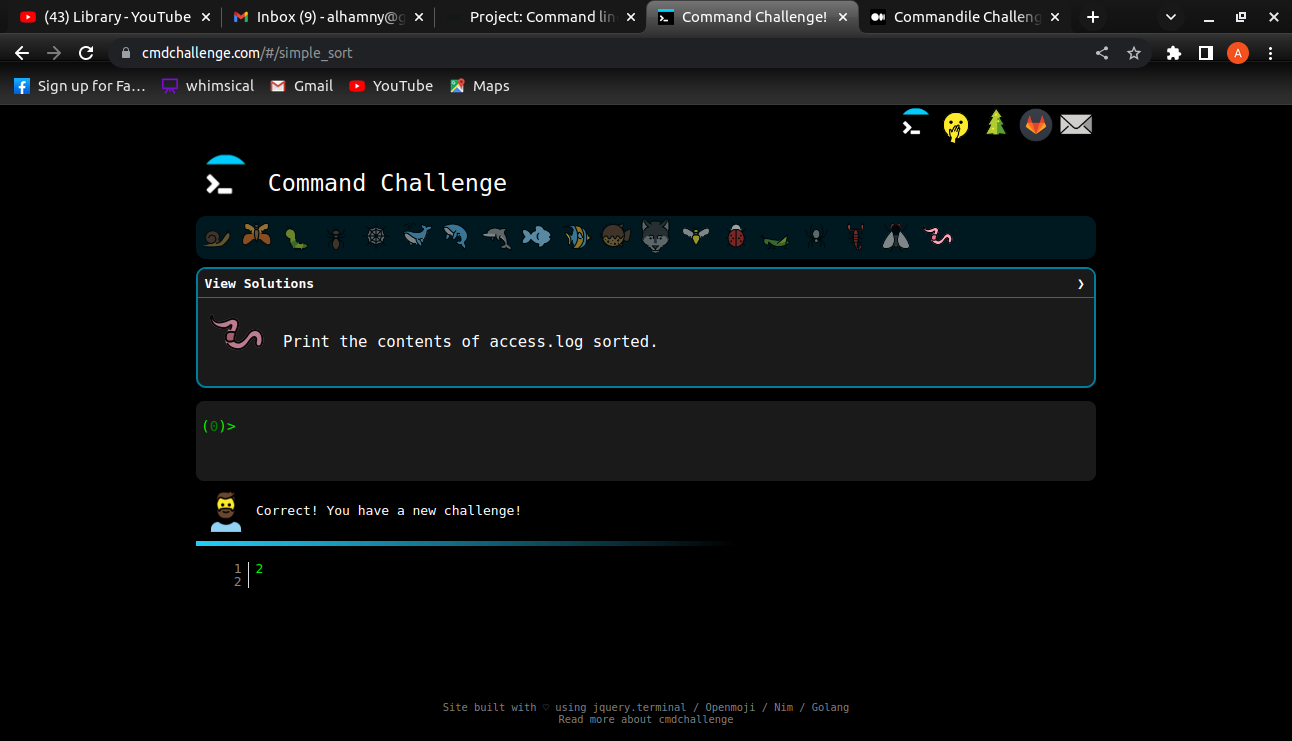 (43) Library - YouTube
Inbox (9) - alhamny@g
Project: Command lin
Command Challenge!
Commandile Challeng
cmdchallenge.com/#/simple_sort
A
Sign up for Fa...
whimsical
Gmail
YouTube
Maps
Command Challenge
View Solutions
Print the contents of access.log sorted.
(0)>
Correct! You have a new challenge!
1 2
2
Site built with ♡ using jquery.terminal / Openmoji / Nim / Golang
Read more about cmdchallenge